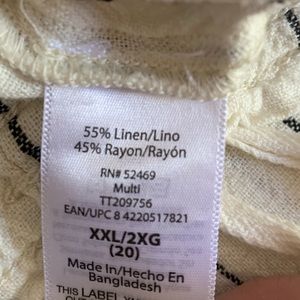 55% Linen/Lino
45% Rayon/Rayón
RN# 52469
Multi
TT209756
EAN/UPC 8 4220517821
XXL/2XG
(20)
Made In/Hecho En
Bangladesh
THIS LABEL